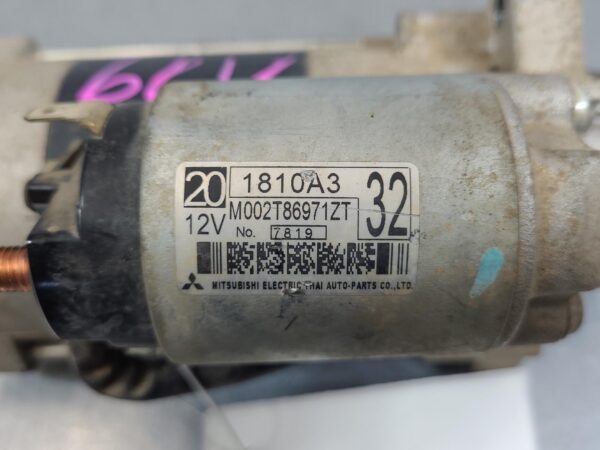 20 1810A3 32
12V M002T86971ZT
No. 7819
MITSUBISHI ELECTRIC THAI AUTO-PARTS CO.,LTD.